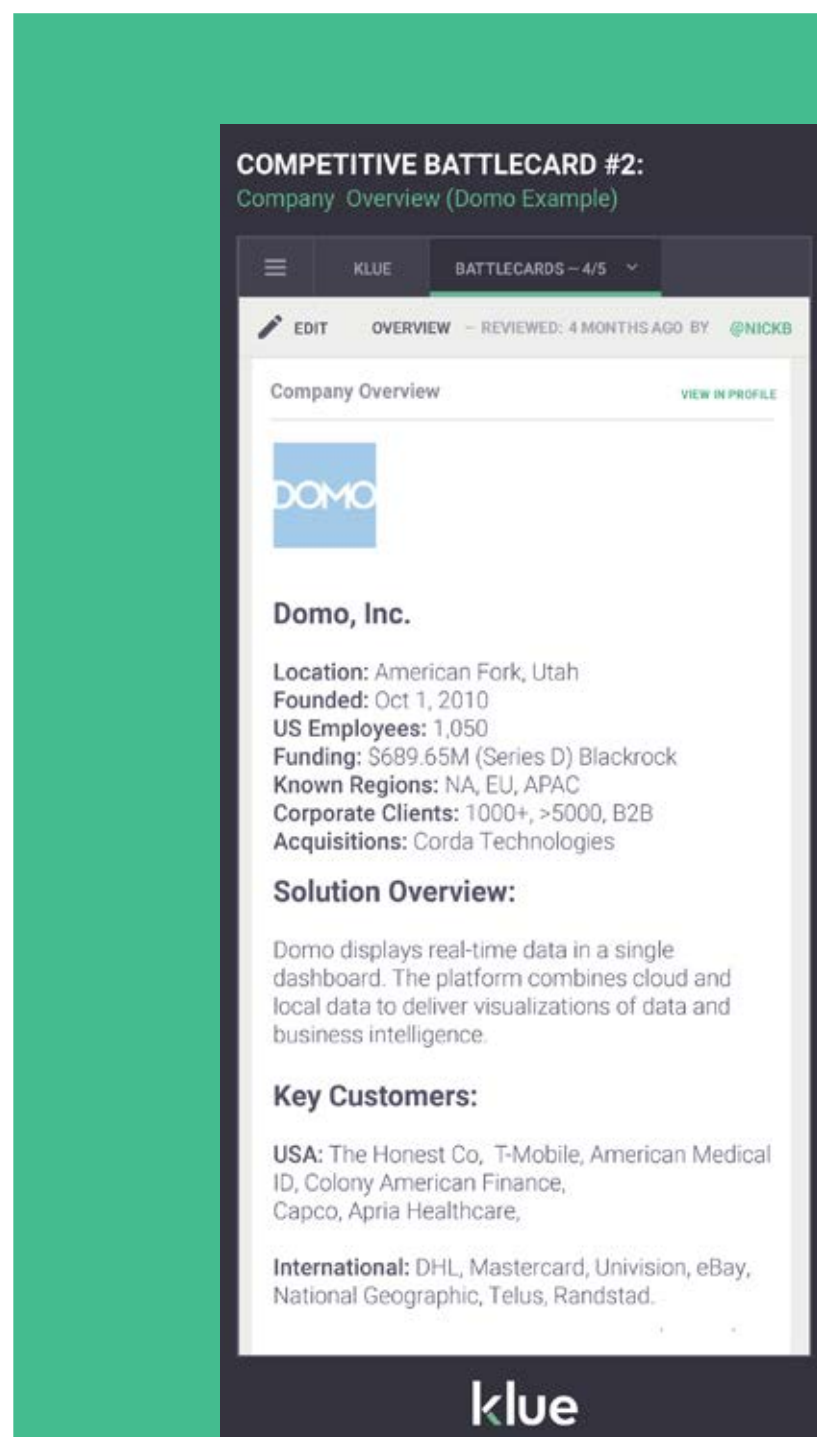 COMPETITIVE BATTLECARD #2:
Company Overview (Domo Example)
KLUE BATTLECARDS – 4/5
EDIT OVERVIEW – REVIEWED: 4 MONTHS AGO BY @NICKB
Company Overview VIEW IN PROFILE
DOMO
Domo, Inc.
Location: American Fork, Utah
Founded: Oct 1, 2010
US Employees: 1,050
Funding: $689.65M (Series D) Blackrock
Known Regions: NA, EU, APAC
Corporate Clients: 1000+, >5000, B2B
Acquisitions: Corda Technologies
Solution Overview:
Domo displays real-time data in a single
dashboard. The platform combines cloud and
local data to deliver visualizations of data and
business intelligence.
Key Customers:
USA: The Honest Co, T-Mobile, American Medical
ID, Colony American Finance,
Capco, Apria Healthcare,
International: DHL, Mastercard, Univision, eBay,
National Geographic, Telus, Randstad.
klue